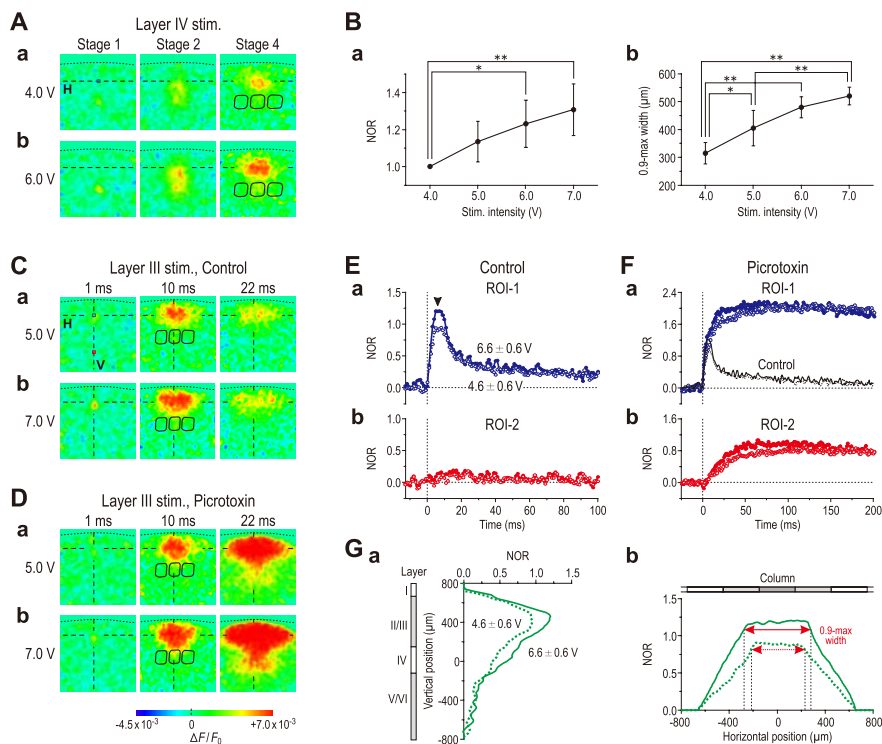 A
Layer IV stim.
a
Stage 1
Stage 2
Stage 4
4.0 V
H
b
6.0 V
B
a
**
*
NOR
1.4
1.2
1.0
4.0
5.0
6.0
7.0
Stim. intensity (V)
b
**
**
**
*
0.9-max width (μm)
600
500
400
300
200
4.0
5.0
6.0
7.0
Stim. intensity (V)
C
Layer III stim., Control
a
1 ms
10 ms
22 ms
5.0 V
H
V
b
7.0 V
D
Layer III stim., Picrotoxin
a
1 ms
10 ms
22 ms
5.0 V
b
7.0 V
-4.5 x 10⁻³
0
+7.0 x 10⁻³
ΔF/F₀
E
Control
a
ROI-1
NOR
1.5
1.0
0.5
0.0
6.6 ± 0.6 V
4.6 ± 0.6 V
b
ROI-2
NOR
1.0
0.5
0.0
0
20
40
60
80
100
Time (ms)
F
Picrotoxin
a
ROI-1
NOR
2.4
1.6
0.8
0.0
Control
b
ROI-2
NOR
1.6
0.8
0.0
0
50
100
150
200
Time (ms)
G
a
NOR
0.0
0.5
1.0
1.5
Layer
I
II/III
IV
V/VI
Vertical position (μm)
800
400
0
-400
-800
4.6 ± 0.6 V
6.6 ± 0.6 V
b
Column
NOR
1.5
1.0
0.5
0.0
0.9-max
width
-800
-400
0
400
800
Horizontal position (μm)